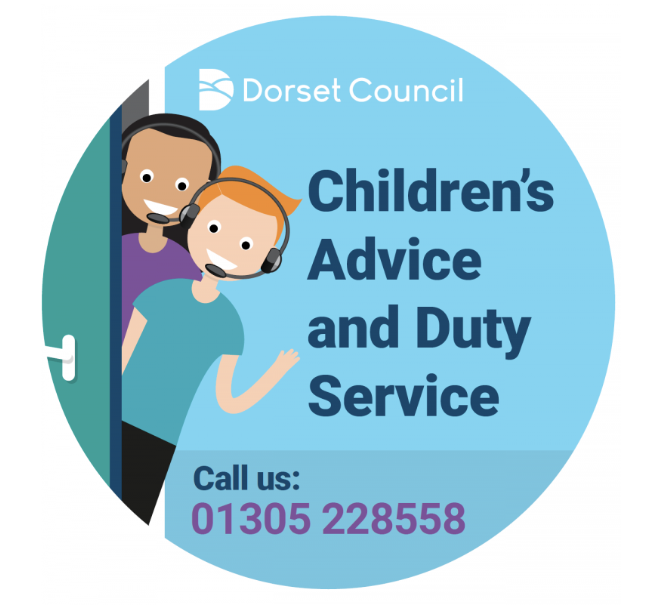 Dorset Council
Children’s
Advice
and Duty
Service
Call us:
01305 228558